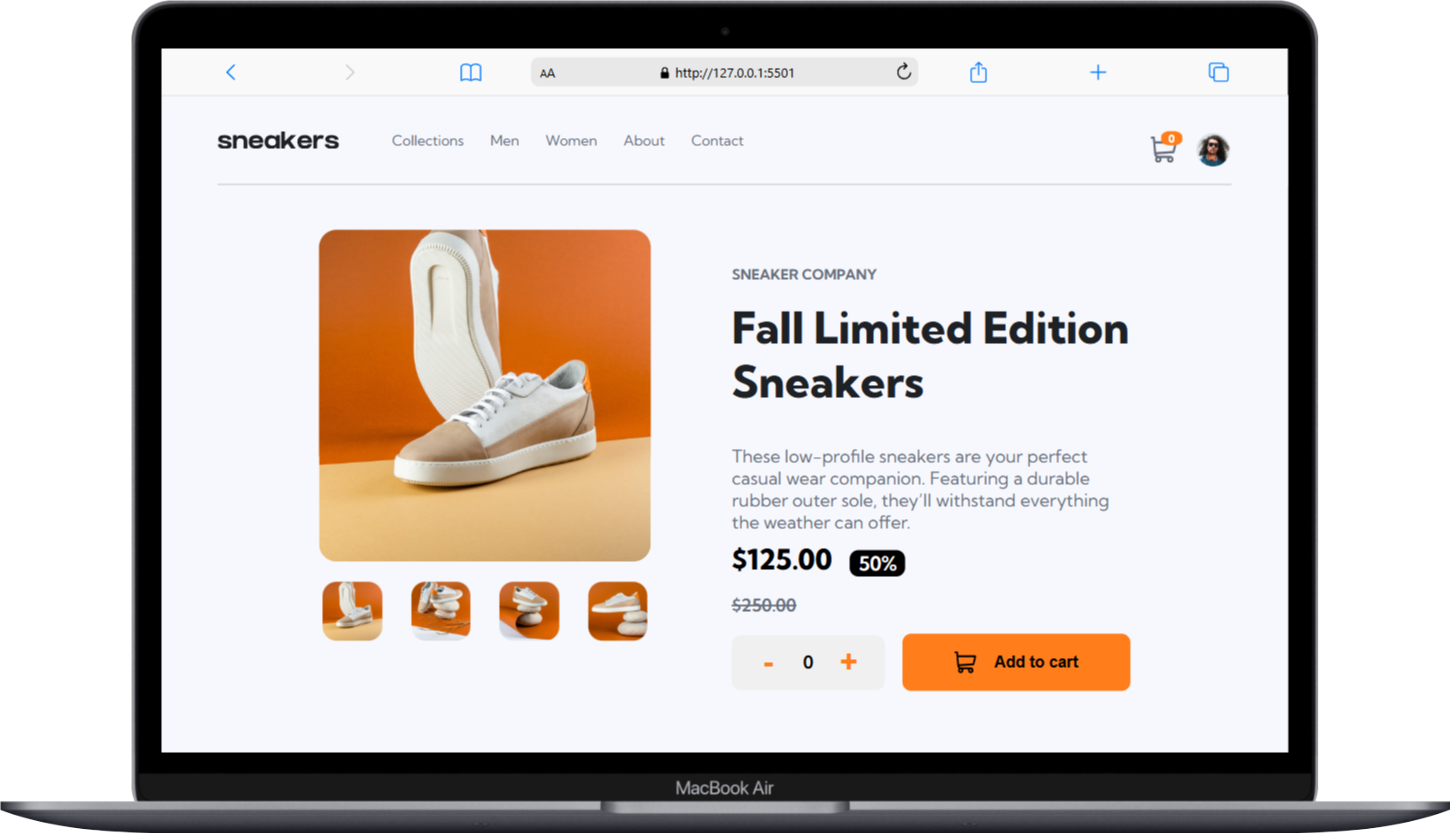 AA
http://127.0.0.1:5501
sneakers
Collections Men Women About Contact
0
SNEAKER COMPANY
Fall Limited Edition
Sneakers
These low-profile sneakers are your perfect
casual wear companion. Featuring a durable
rubber outer sole, they’ll withstand everything
the weather can offer.
$125.00 50%
$250.00
- 0 + Add to cart
MacBook Air